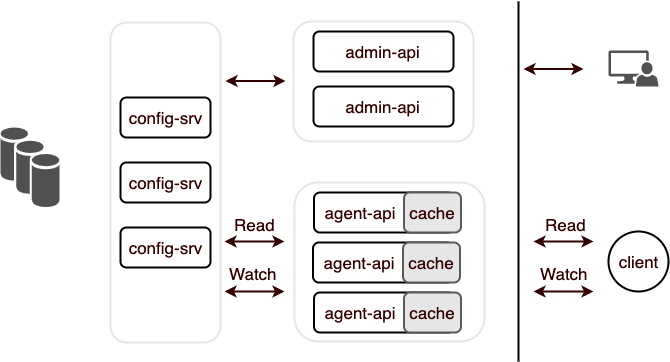 admin-api
admin-api
config-srv
config-srv
config-srv
agent-api cache
agent-api cache
agent-api cache
Read
Watch
Read
Watch
client